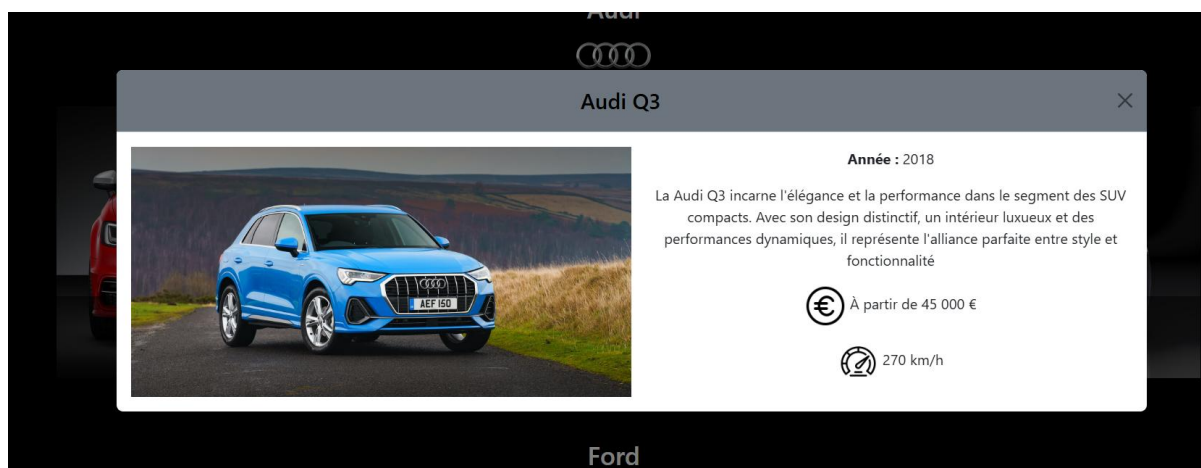 Audi
Audi Q3
Année : 2018
La Audi Q3 incarne l'élégance et la performance dans le segment des SUV
compacts. Avec son design distinctif, un intérieur luxueux et des
performances dynamiques, il représente l'alliance parfaite entre style et
fonctionnalité
AEF 150
À partir de 45 000 €
270 km/h
Ford